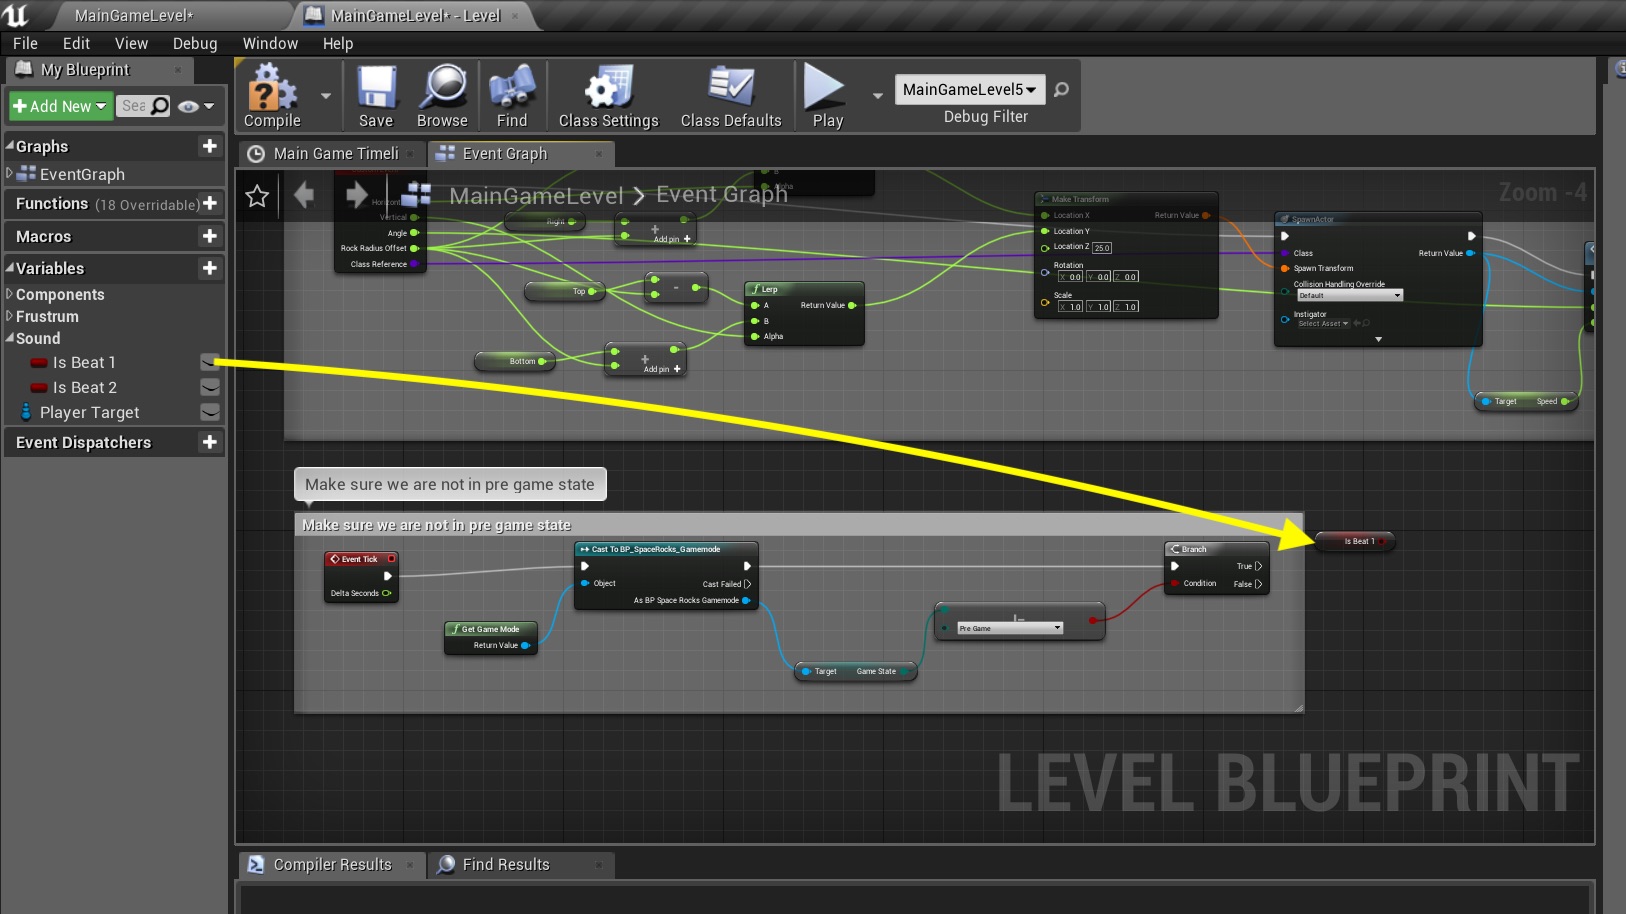 MainGameLevel*
MainGameLevel* - Level
File Edit View Debug Window Help
My Blueprint
Add New
Sea
Compile
Save
Browse
Find
Class Settings
Class Defaults
Play
MainGameLevel5
Debug Filter
Graphs
EventGraph
Functions (18 Overridable)
Macros
Variables
Components
Frustrum
Sound
Is Beat 1
Is Beat 2
Player Target
Event Dispatchers
Main Game Timeli
Event Graph
MainGameLevel > Event Graph
Zoom -4
Vertical
Angle
Rock Radius Offset
Class Reference
B
Alpha
Right
Add pin
Top
Bottom
Add pin
Lerp
A
Return Value
B
Alpha
Make Transform
Location X
Return Value
Location Y
Location Z 25.0
Rotation
X 0.0 Y 0.0 Z 0.0
Scale
X 1.0 Y 1.0 Z 1.0
SpawnActor
Class
Return Value
Spawn Transform
Collision Handling Override
Default
Instigator
Select Asset
Target Speed
Make sure we are not in pre game state
Make sure we are not in pre game state
Event Tick
Delta Seconds
Cast To BP_SpaceRocks_Gamemode
Object
Cast Failed
As BP Space Rocks Gamemode
Get Game Mode
Return Value
Target Game State
Pre Game
Branch
True
Condition False
Is Beat 1
LEVEL BLUEPRINT
Compiler Results
Find Results